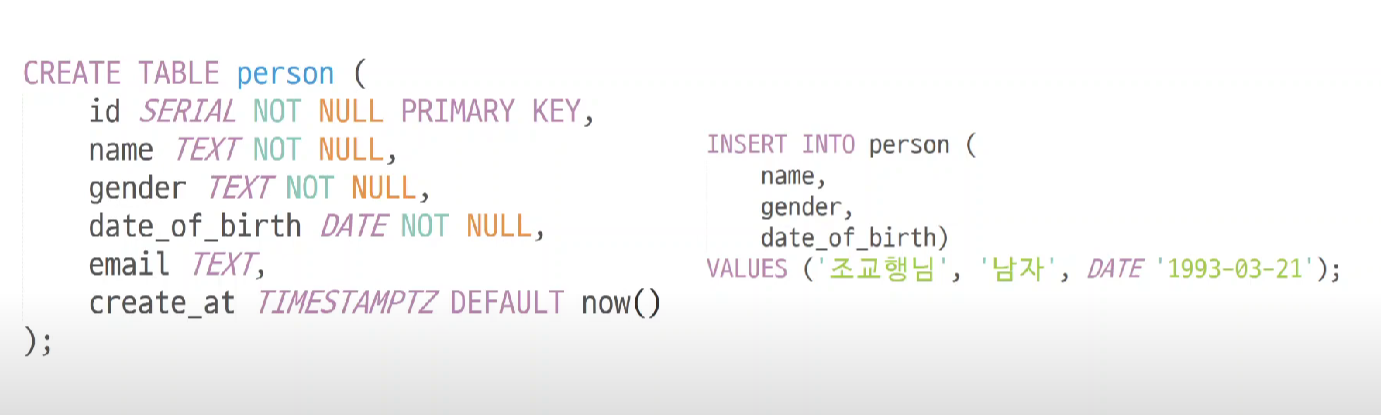 CREATE TABLE person (
id SERIAL NOT NULL PRIMARY KEY,
name TEXT NOT NULL,
gender TEXT NOT NULL,
date_of_birth DATE NOT NULL,
email TEXT,
create_at TIMESTAMPTZ DEFAULT now()
);
INSERT INTO person (
name,
gender,
date_of_birth)
VALUES ('조교행님', '남자', DATE '1993-03-21');